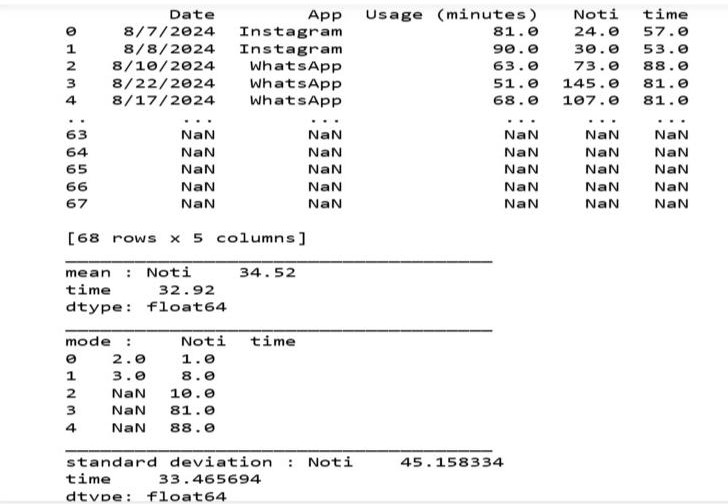 Date App Usage (minutes) Noti time
0 8/7/2024 Instagram 81.0 24.0 57.0
1 8/8/2024 Instagram 90.0 30.0 53.0
2 8/10/2024 WhatsApp 63.0 73.0 88.0
3 8/22/2024 WhatsApp 51.0 145.0 81.0
4 8/17/2024 WhatsApp 68.0 107.0 81.0
.. ... ... ... ... ...
63 NaN NaN NaN NaN NaN
64 NaN NaN NaN NaN NaN
65 NaN NaN NaN NaN NaN
66 NaN NaN NaN NaN NaN
67 NaN NaN NaN NaN NaN
[68 rows x 5 columns]
mean : Noti 34.52
time 32.92
dtype: float64
mode : Noti time
0 2.0 1.0
1 3.0 8.0
2 NaN 10.0
3 NaN 81.0
4 NaN 88.0
standard deviation : Noti 45.158334
time 33.465694
dtype: float64